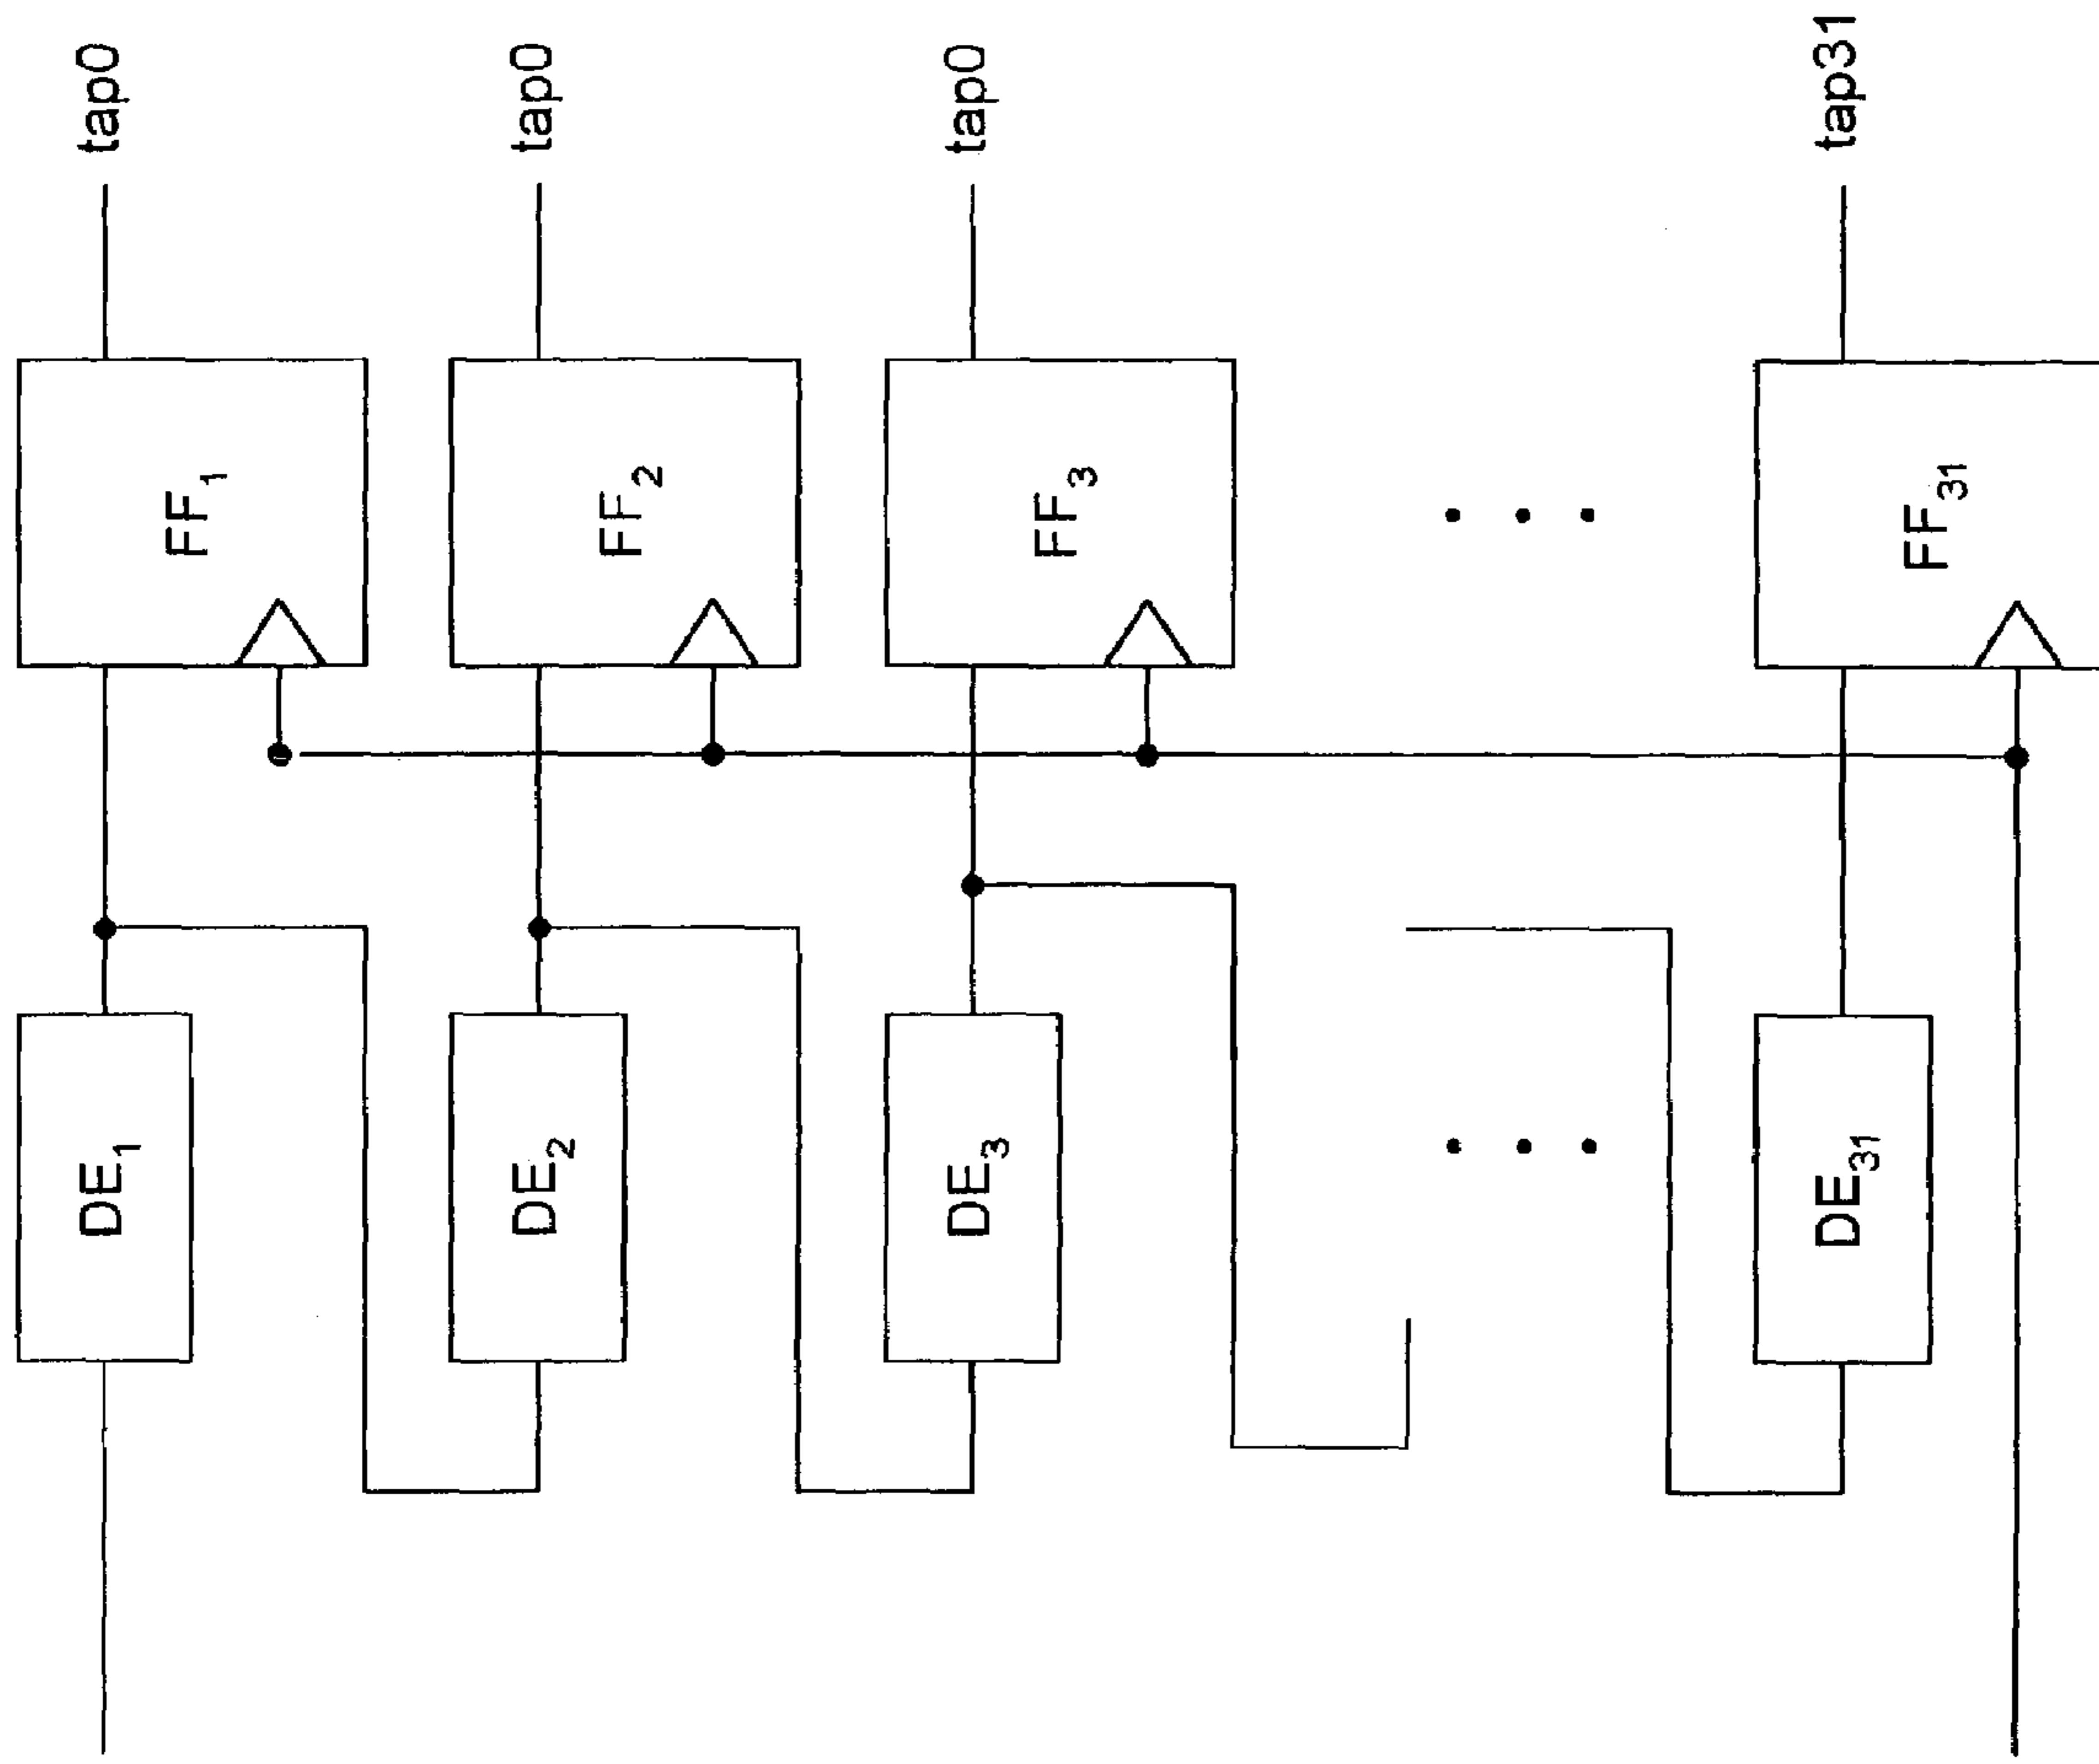 DE₁ FF₁ tap0
DE₂ FF₂ tap0
DE₃ FF₃ tap0
DE₃₁ FF₃₁ tap31